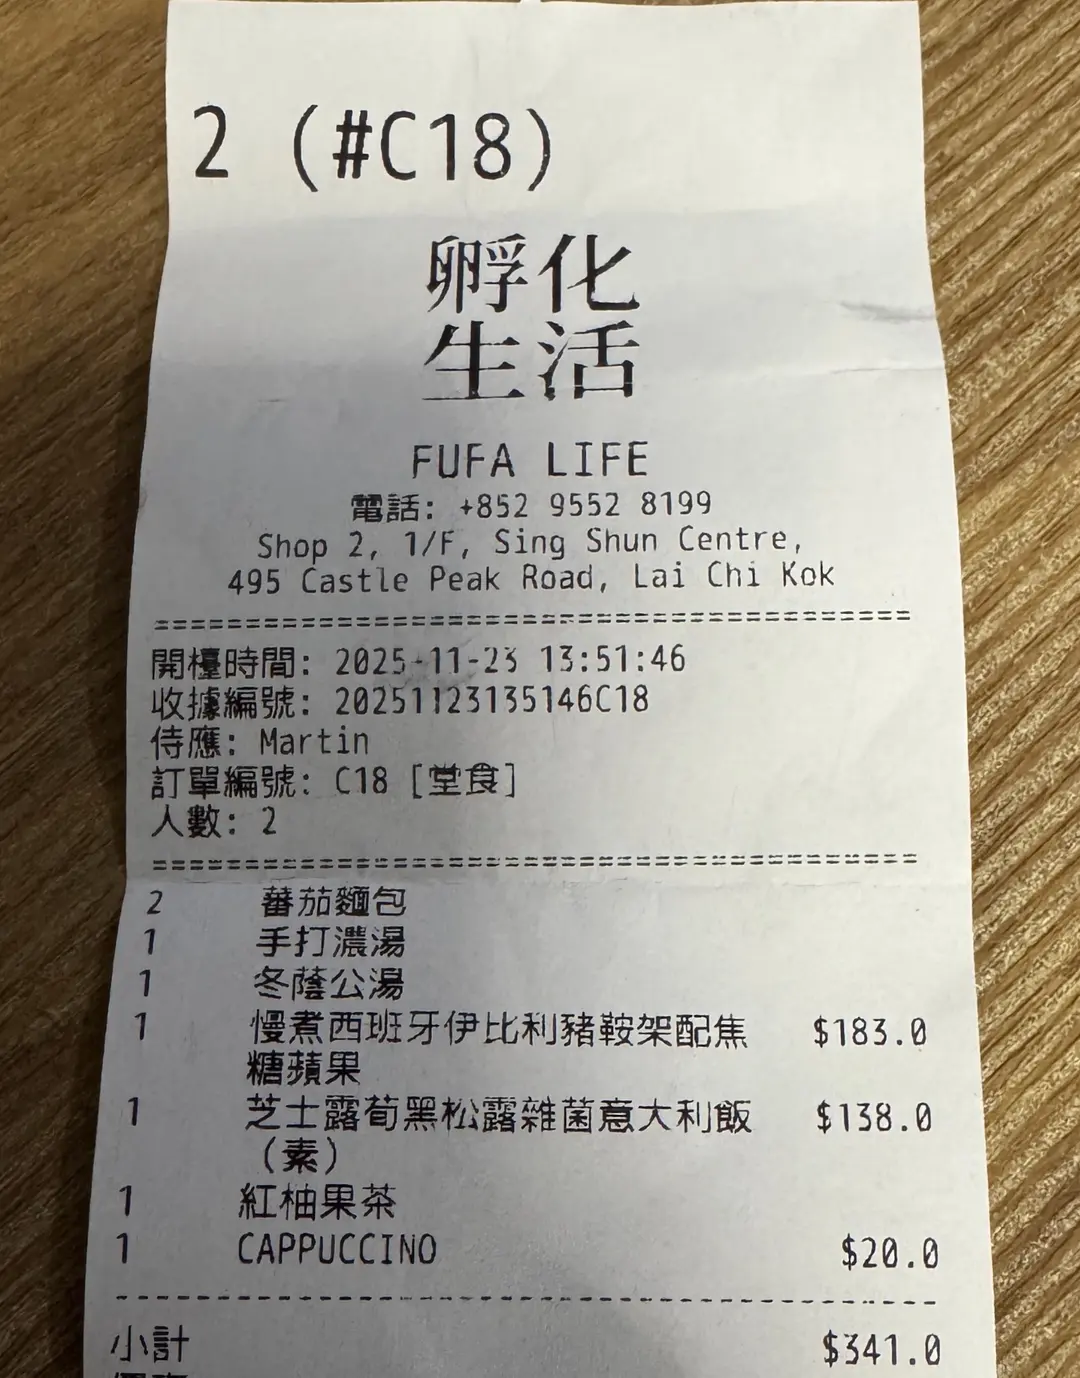 2 (#C18)
孵化
生活
FUFA LIFE
電話: +852 9552 8199
Shop 2, 1/F, Sing Shun Centre,
495 Castle Peak Road, Lai Chi Kok
開檯時間: 2025-11-23 13:51:46
收據編號: 20251123135146C18
侍應: Martin
訂單編號: C18 [堂食]
人數: 2
2 蕃茄麵包
1 手打濃湯
1 冬蔭公湯
1 慢煮西班牙伊比利豬鞍架配焦 $183.0
糖蘋果
1 芝士露荀黑松露雜菌意大利飯 $138.0
(素)
1 紅柚果茶
1 CAPPUCCINO $20.0
小計 $341.0